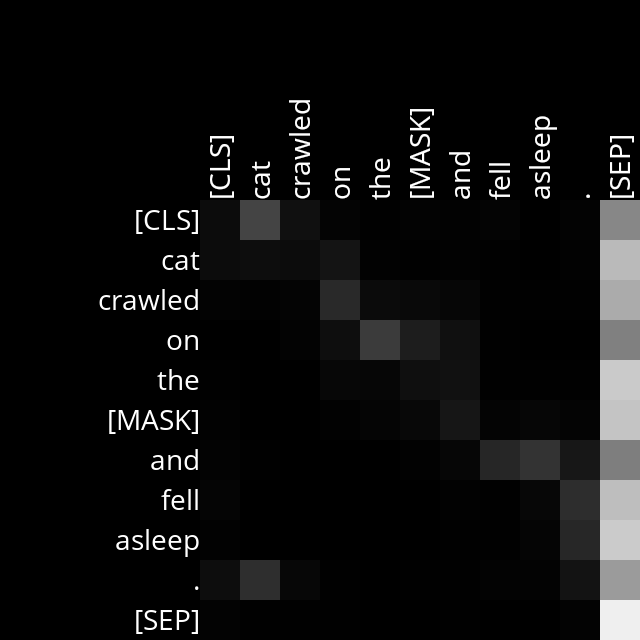 [CLS] cat crawled on the [MASK] and fell asleep . [SEP]
[CLS]
cat
crawled
on
the
[MASK]
and
fell
asleep
.
[SEP]